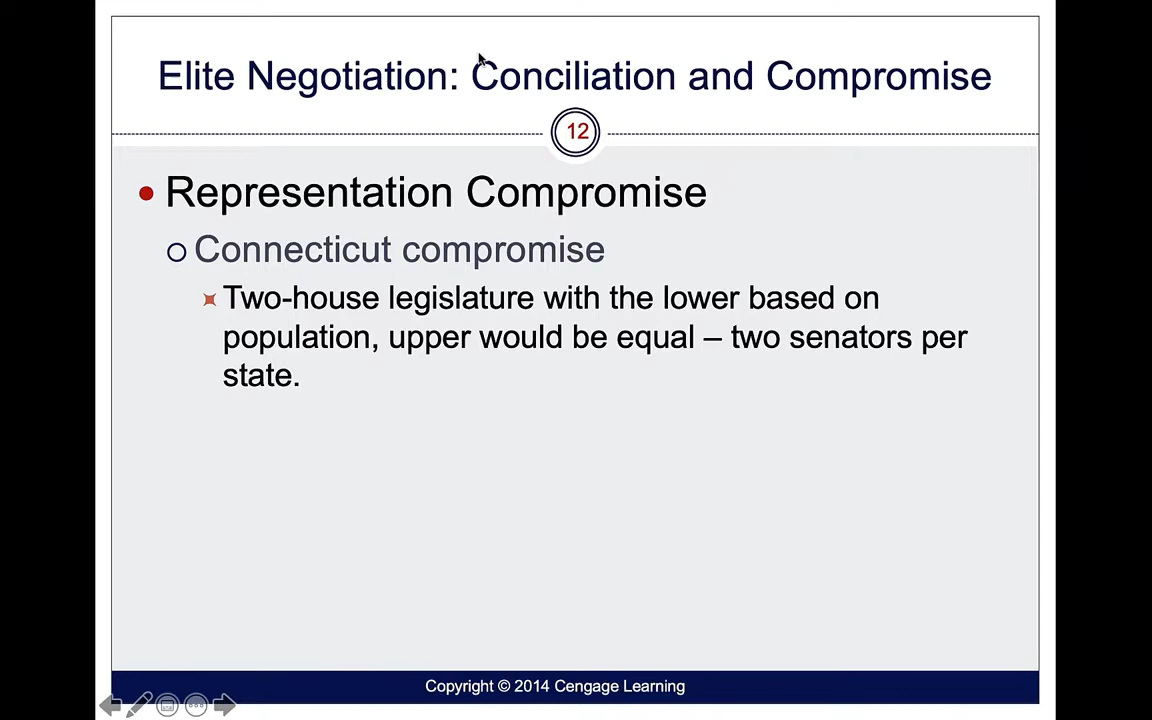 Elite Negotiation: Conciliation and Compromise
12
Representation Compromise
Connecticut compromise
Two-house legislature with the lower based on
population, upper would be equal – two senators per
state.
Copyright © 2014 Cengage Learning